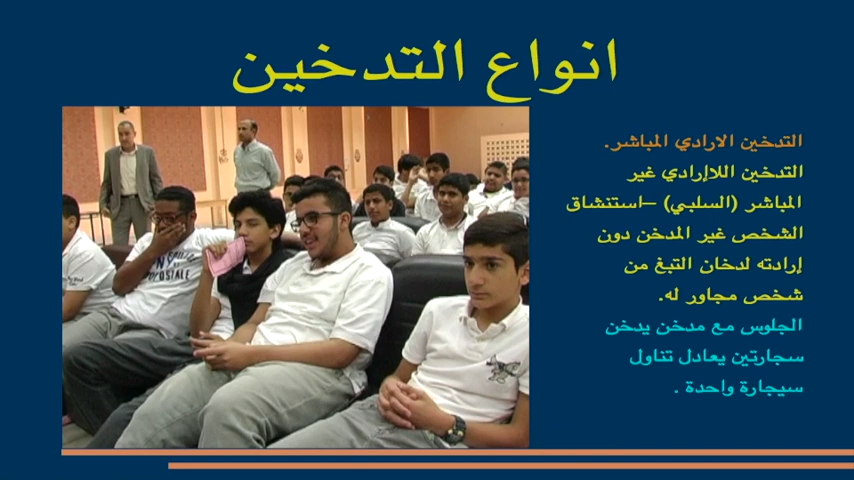 انواع التدخين
التدخين الارادي المباشر.
التدخين اللاإرادي غير
المباشر (السلبي) –استنشاق
الشخص غير المدخن دون
إرادته لدخان التبغ من
شخص مجاور له.
الجلوس مع مدخن يدخن
سجارتين يعادل تناول
سيجارة واحدة .